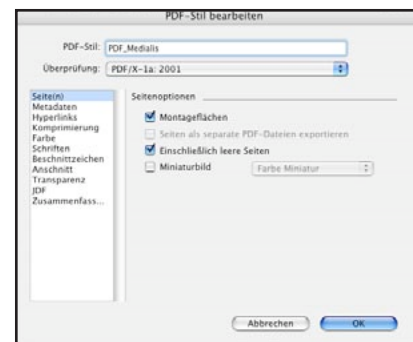 PDF-Stil bearbeiten
PDF-Stil: PDF_Medialis
Überprüfung: PDF/X-1a: 2001
Seite(n)
Metadaten
Hyperlinks
Komprimierung
Farbe
Schriften
Beschnittzeichen
Anschnitt
Transparenz
JDF
Zusammenfass...
Seitenoptionen
Montageflächen
Seiten als separate PDF-Dateien exportieren
Einschließlich leere Seiten
Miniaturbild Farbe Miniatur
Abbrechen OK